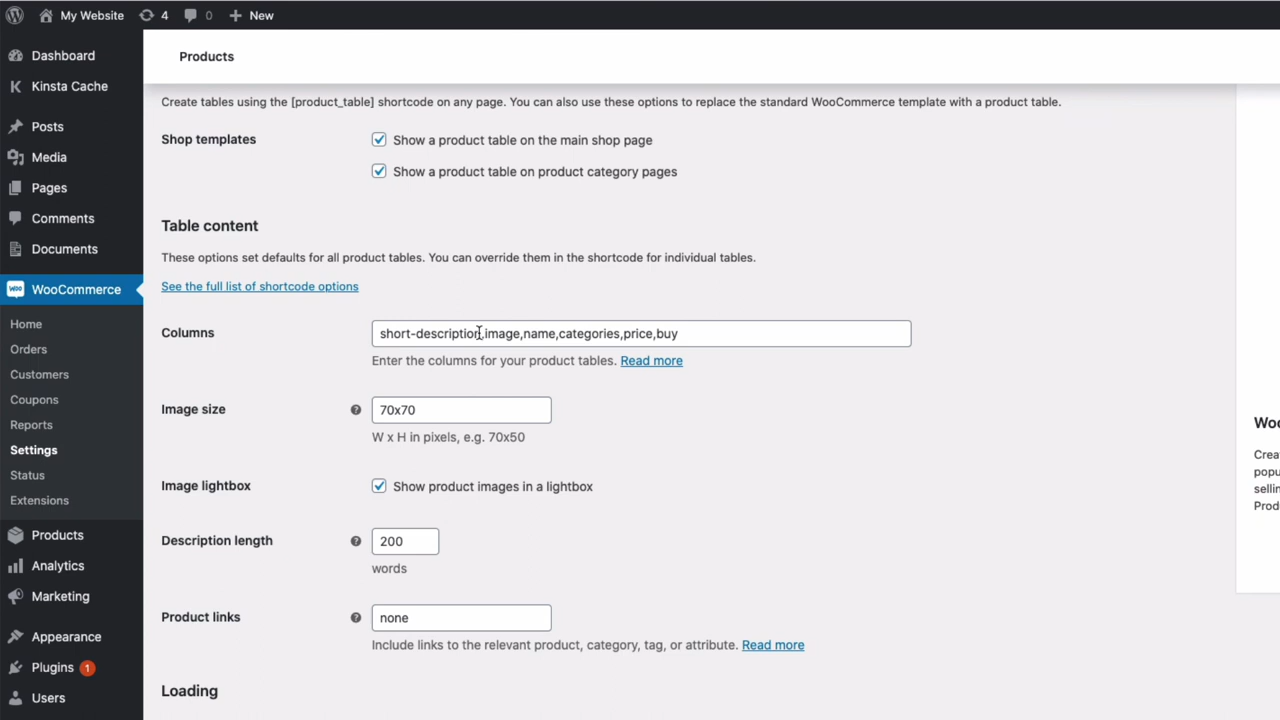 My Website 4 0 New
Dashboard
Kinsta Cache
Posts
Media
Pages
Comments
Documents
WooCommerce
Home
Orders
Customers
Coupons
Reports
Settings
Status
Extensions
Products
Analytics
Marketing
Appearance
Plugins 1
Users
Products
Create tables using the [product_table] shortcode on any page. You can also use these options to replace the standard WooCommerce template with a product table.
Shop templates
Show a product table on the main shop page
Show a product table on product category pages
Table content
These options set defaults for all product tables. You can override them in the shortcode for individual tables.
See the full list of shortcode options
Columns
short-description,image,name,categories,price,buy
Enter the columns for your product tables. Read more
Image size
70x70
W x H in pixels, e.g. 70x50
Image lightbox
Show product images in a lightbox
Description length
200
words
Product links
none
Include links to the relevant product, category, tag, or attribute. Read more
Loading
Woo
Crea
popu
sellin
Prod